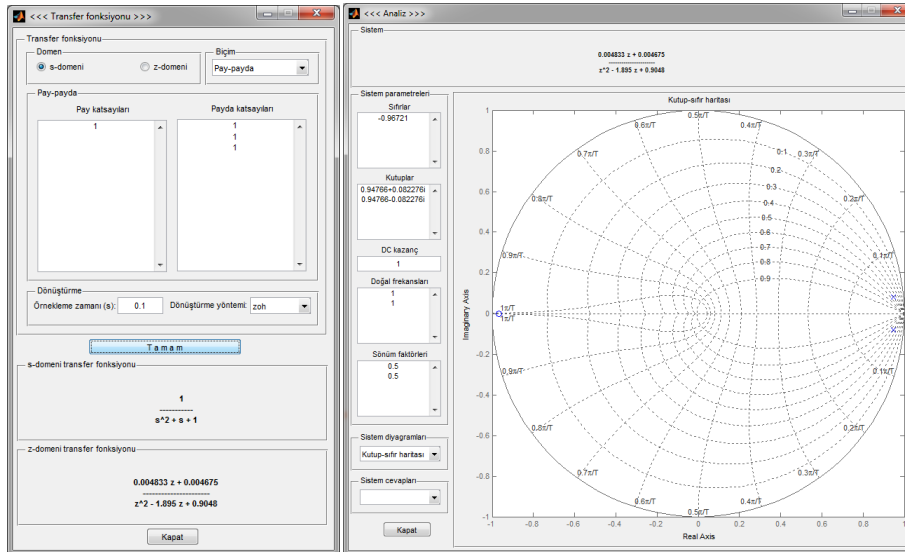 <<< Transfer fonksiyonu >>>
Transfer fonksiyonu
Domen
s-domeni
z-domeni
Biçim
Pay-payda
Pay-payda
Pay katsayıları
Payda katsayıları
1
1
1
1
Dönüştürme
Örnekleme zamanı (s):
0.1
Dönüştürme yöntemi:
zoh
T a m a m
s-domeni transfer fonksiyonu
1
-----------
s^2 + s + 1
z-domeni transfer fonksiyonu
0.004833 z + 0.004675
----------------------
z^2 - 1.895 z + 0.9048
Kapat
<<< Analiz >>>
Sistem
0.004833 z + 0.004675
----------------------
z^2 - 1.895 z + 0.9048
Sistem parametreleri
Sıfırlar
-0.96721
Kutuplar
0.94766+0.082276i
0.94766-0.082276i
DC kazanç
1
Doğal frekansları
1
1
Sönüm faktörleri
0.5
0.5
Sistem diyagramları
Kutup-sıfır haritası
Sistem cevapları
Kapat
Kutup-sıfır haritası
Imaginary Axis
1
0.8
0.6
0.4
0.2
0
-0.2
-0.4
-0.6
-0.8
-1
0.5π/T
0.6π/T
0.4π/T
0.7π/T
0.1
0.3π/T
0.2
0.3
0.8π/T
0.4
0.2π/T
0.5
0.6
0.7
0.9π/T
0.8
0.1π/T
0.9
1π/T
1π/T
0.9π/T
0.1π/T
0.8π/T
0.2π/T
0.7π/T
0.3π/T
0.6π/T
0.4π/T
0.5π/T
-1
-0.8
-0.6
-0.4
-0.2
0
0.2
0.4
0.6
0.8
1
Real Axis